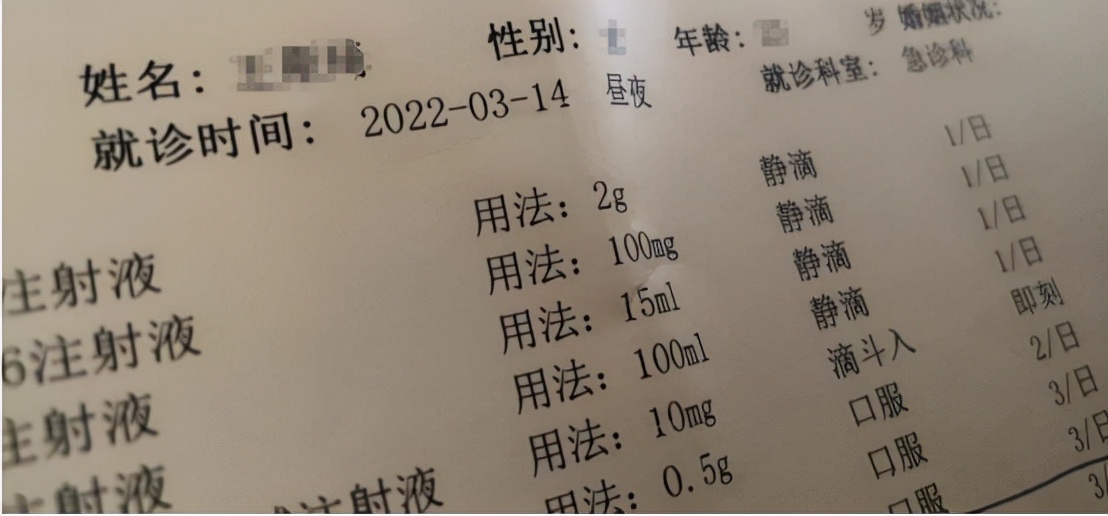 姓名： 性别： 年龄： 岁 婚姻状况：
就诊时间： 2022-03-14 昼夜 就诊科室： 急诊科
注射液 用法：2g 静滴 1/日
6注射液 用法：100mg 静滴 1/日
注射液 用法：15ml 静滴 1/日
注射液 用法：100ml 静滴 1/日
注射液 用法：10mg 滴斗入 即刻
用法：0.5g 口服 2/日
口服 3/日
口服 3/日
3/